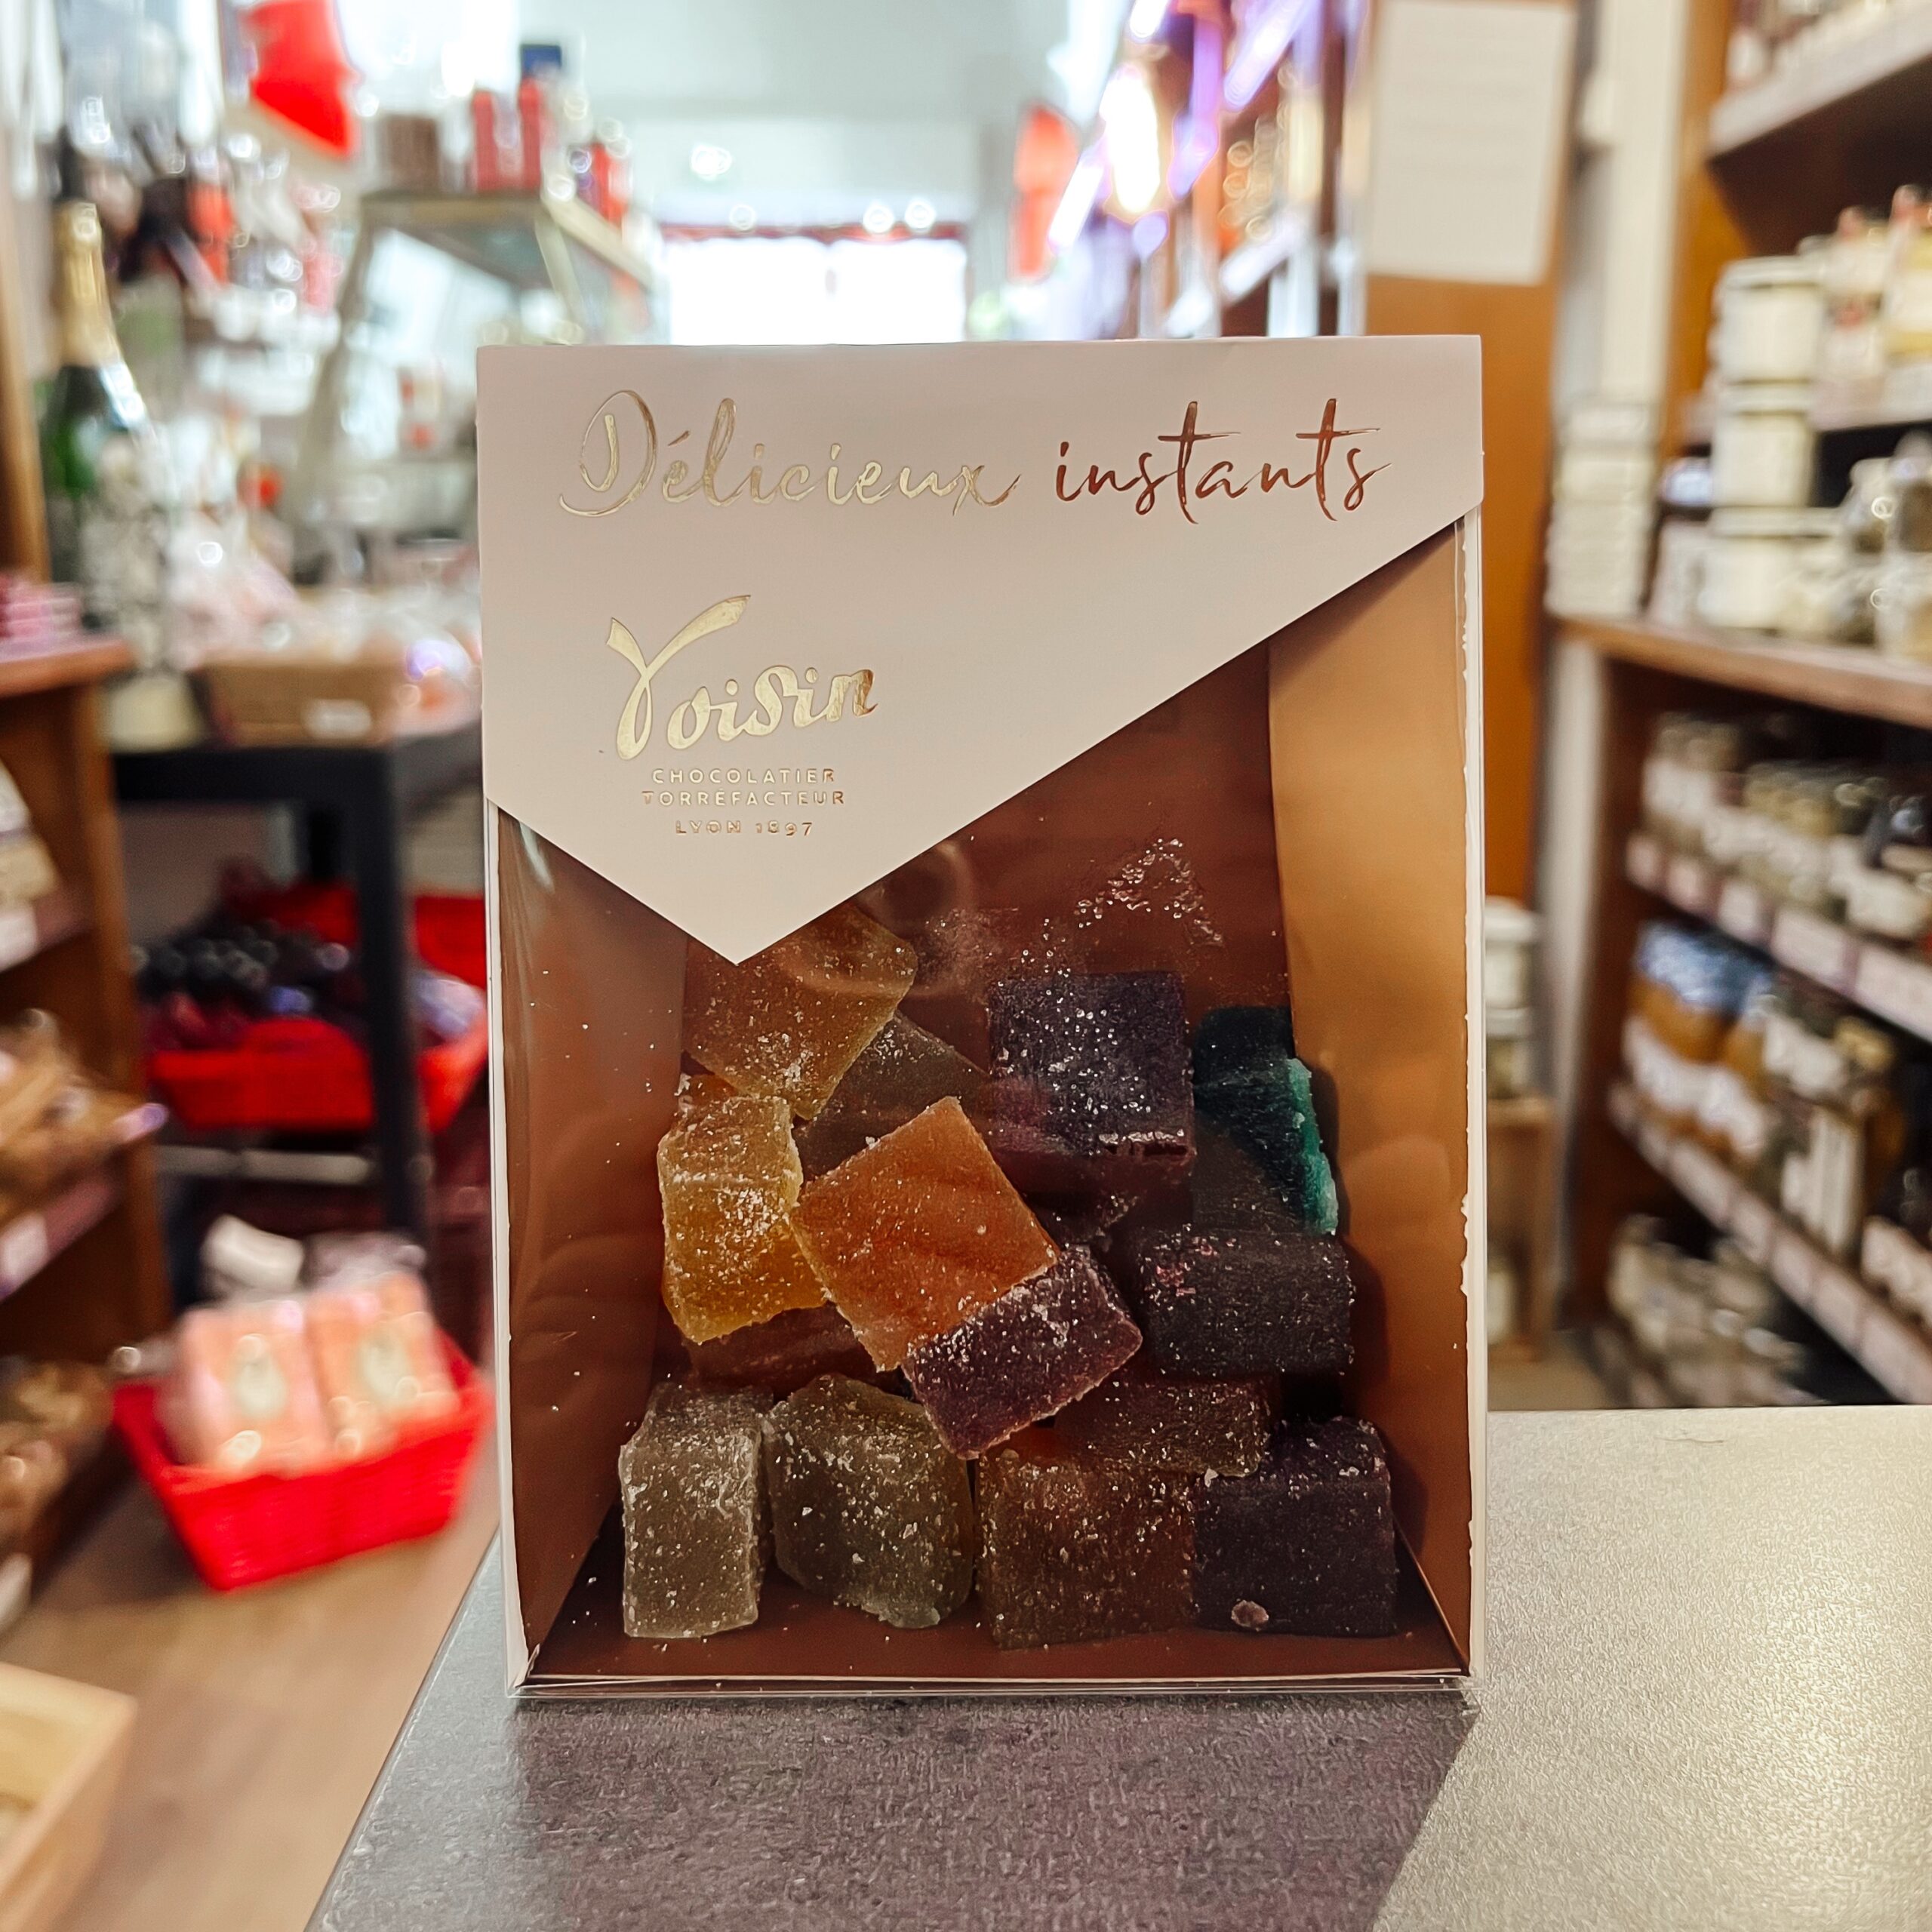 Délicieux instants
Voisin
CHOCOLATIER
TORRÉFACTEUR
LYON 1897